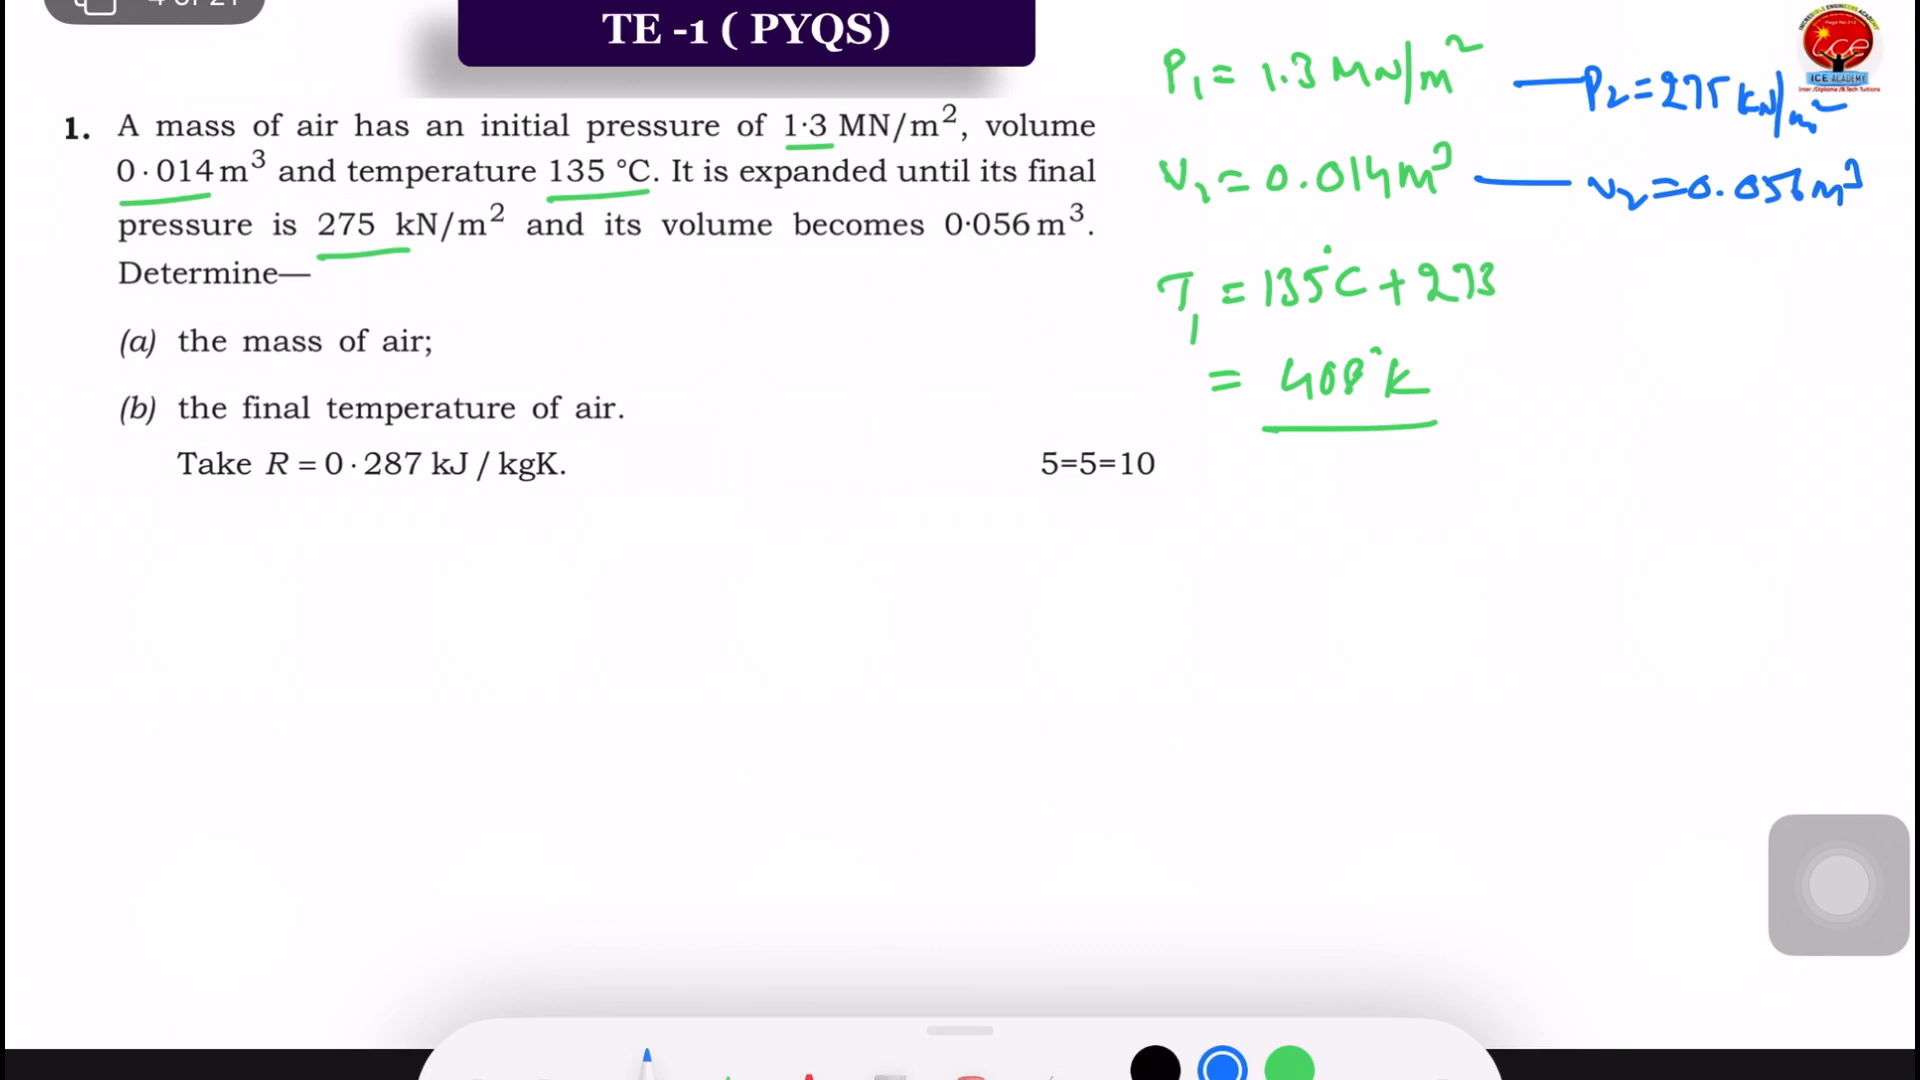 4 of 21
TE -1 ( PYQS)
1. A mass of air has an initial pressure of 1·3 MN/m², volume
0·014 m³ and temperature 135 °C. It is expanded until its final
pressure is 275 kN/m² and its volume becomes 0·056 m³.
Determine—
(a) the mass of air;
(b) the final temperature of air.
Take R = 0·287 kJ / kgK.
5=5=10
P₁ = 1.3 MN/m² — P₂ = 275 KN/m²
V₁ = 0.014 m³ — V₂ = 0.056 m³
T₁ = 135°C + 273
= 408°K
ICE ACADEMY